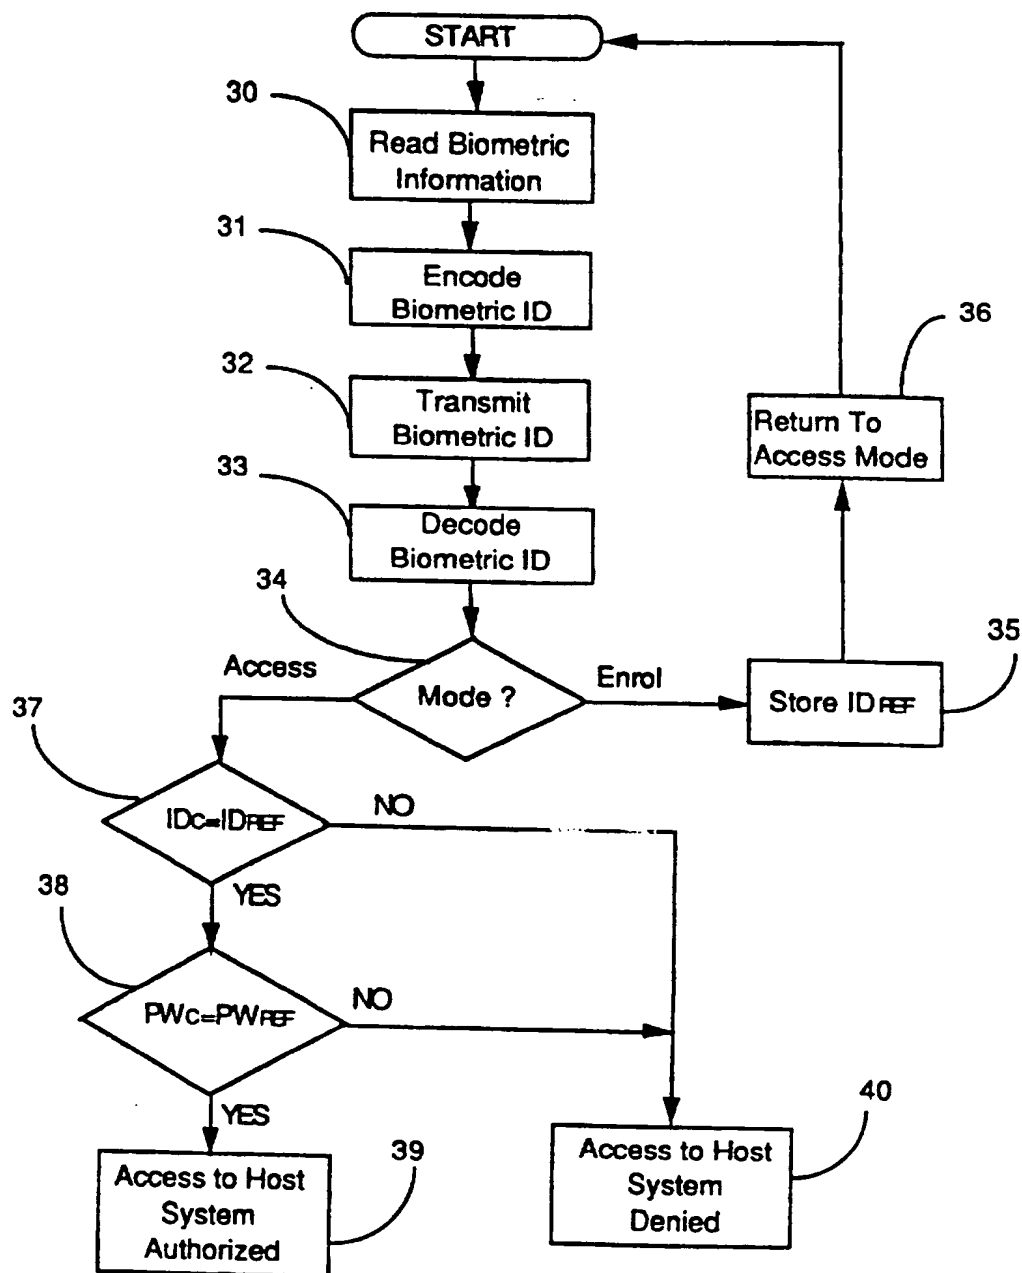 START
30
Read Biometric
Information
31
Encode
Biometric ID
32
Transmit
Biometric ID
33
Decode
Biometric ID
36
Return To
Access Mode
34
Access
Mode ?
Enrol
35
Store IDREF
37
IDc=IDREF
NO
YES
38
PWc=PWREF
NO
YES
39
Access to Host
System
Authorized
40
Access to Host
System
Denied